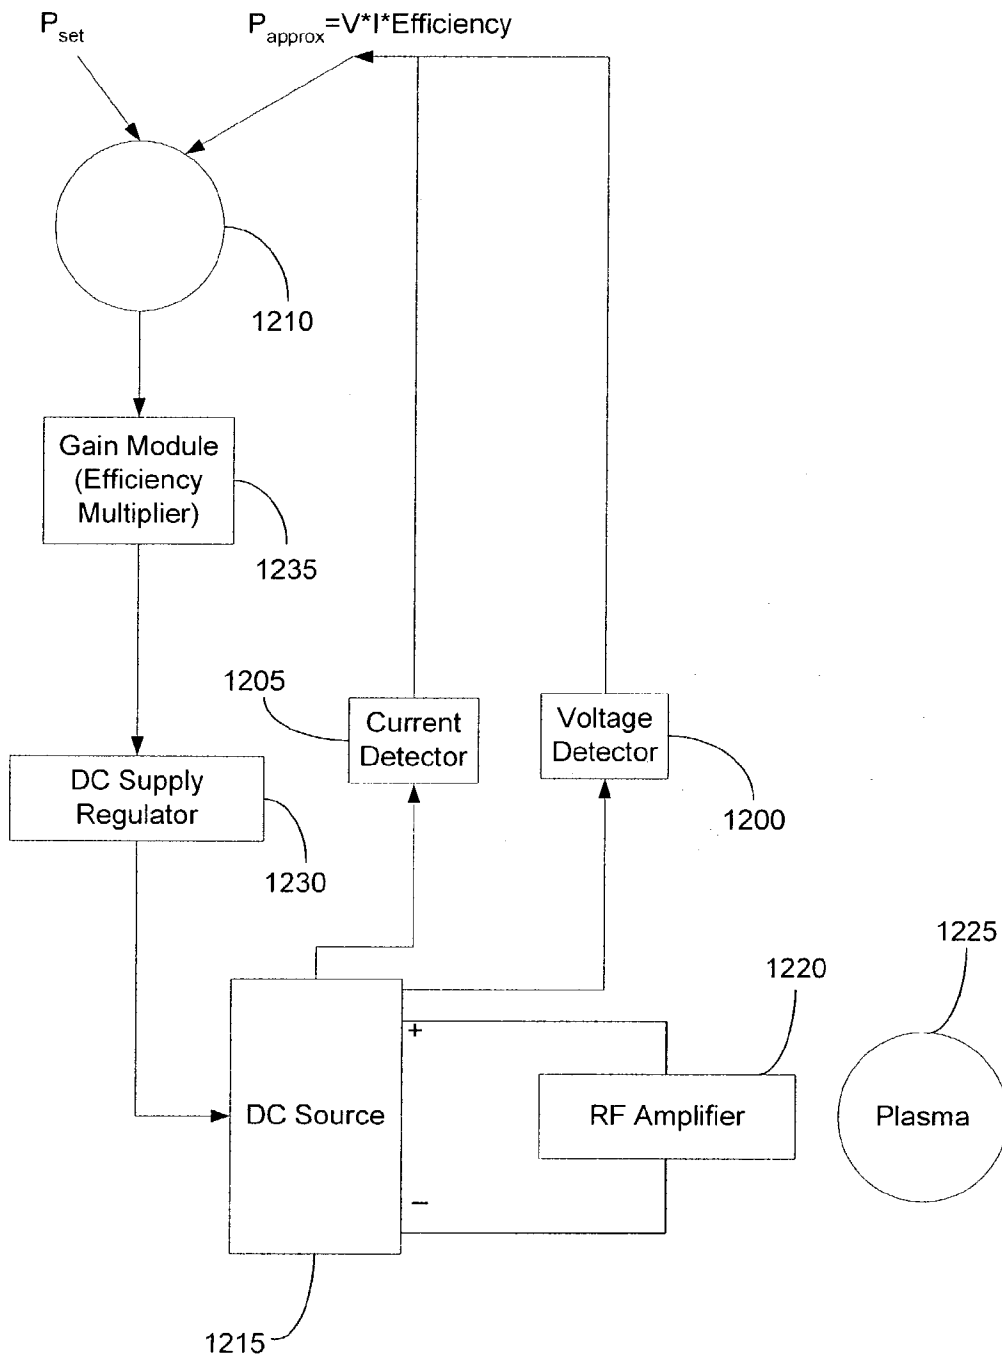 P_set
P_approx=V*I*Efficiency
1210
Gain Module
(Efficiency
Multiplier)
1235
1205
Current
Detector
Voltage
Detector
1200
DC Supply
Regulator
1230
1225
1220
+
DC Source
RF Amplifier
Plasma
–
1215